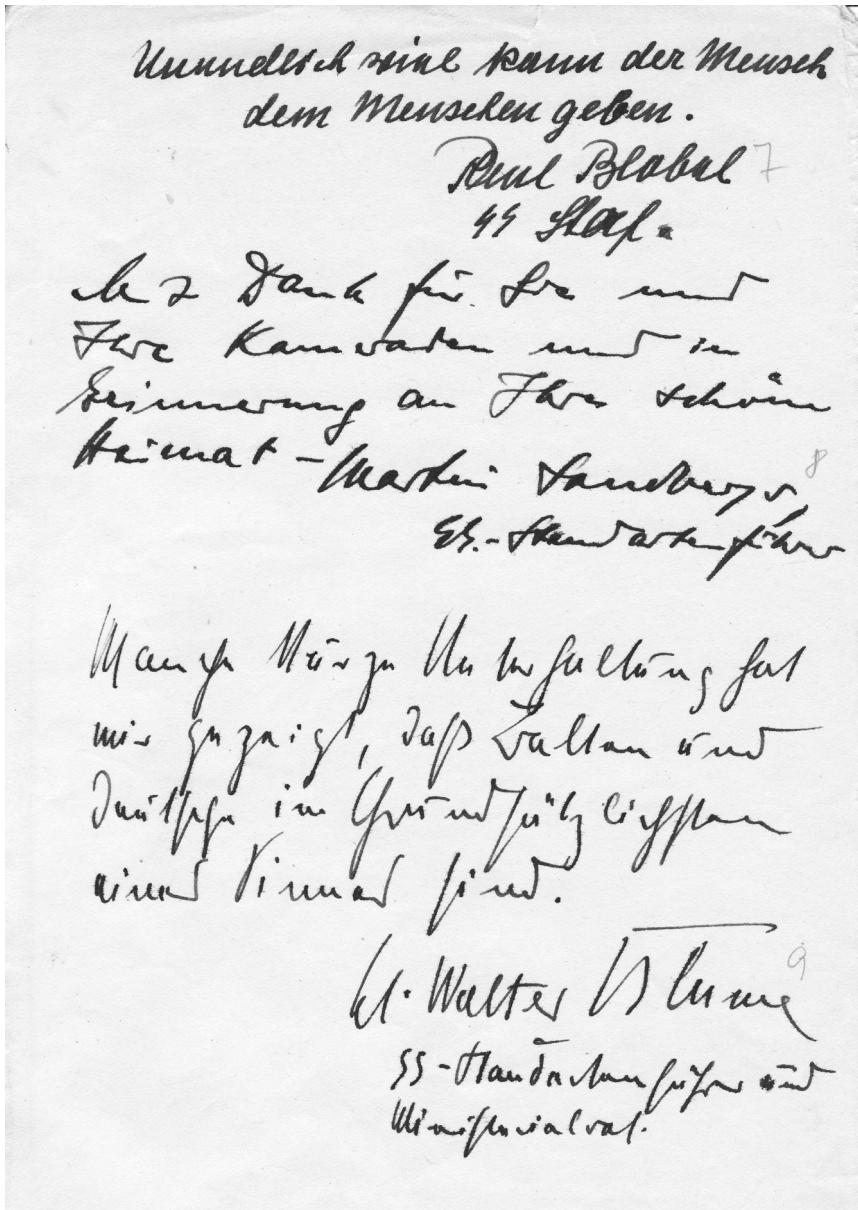 Unendlich viel kann der Mensch
dem Menschen geben.
Paul Blobel 7
SS Staf.
Dank für Sie und
Ihre Kameraden und in
Erinnerung an Ihre schöne
Heimat – Martin Sandberger, 8
SS.-Standartenführer
Manche kurze Unterhaltung hat
mir gezeigt, daß Balten und
Deutsche im Grundsätzlichsten
eines Sinnes sind.
Walter Blume 9
SS-Standartenführer und
Ministerialrat.